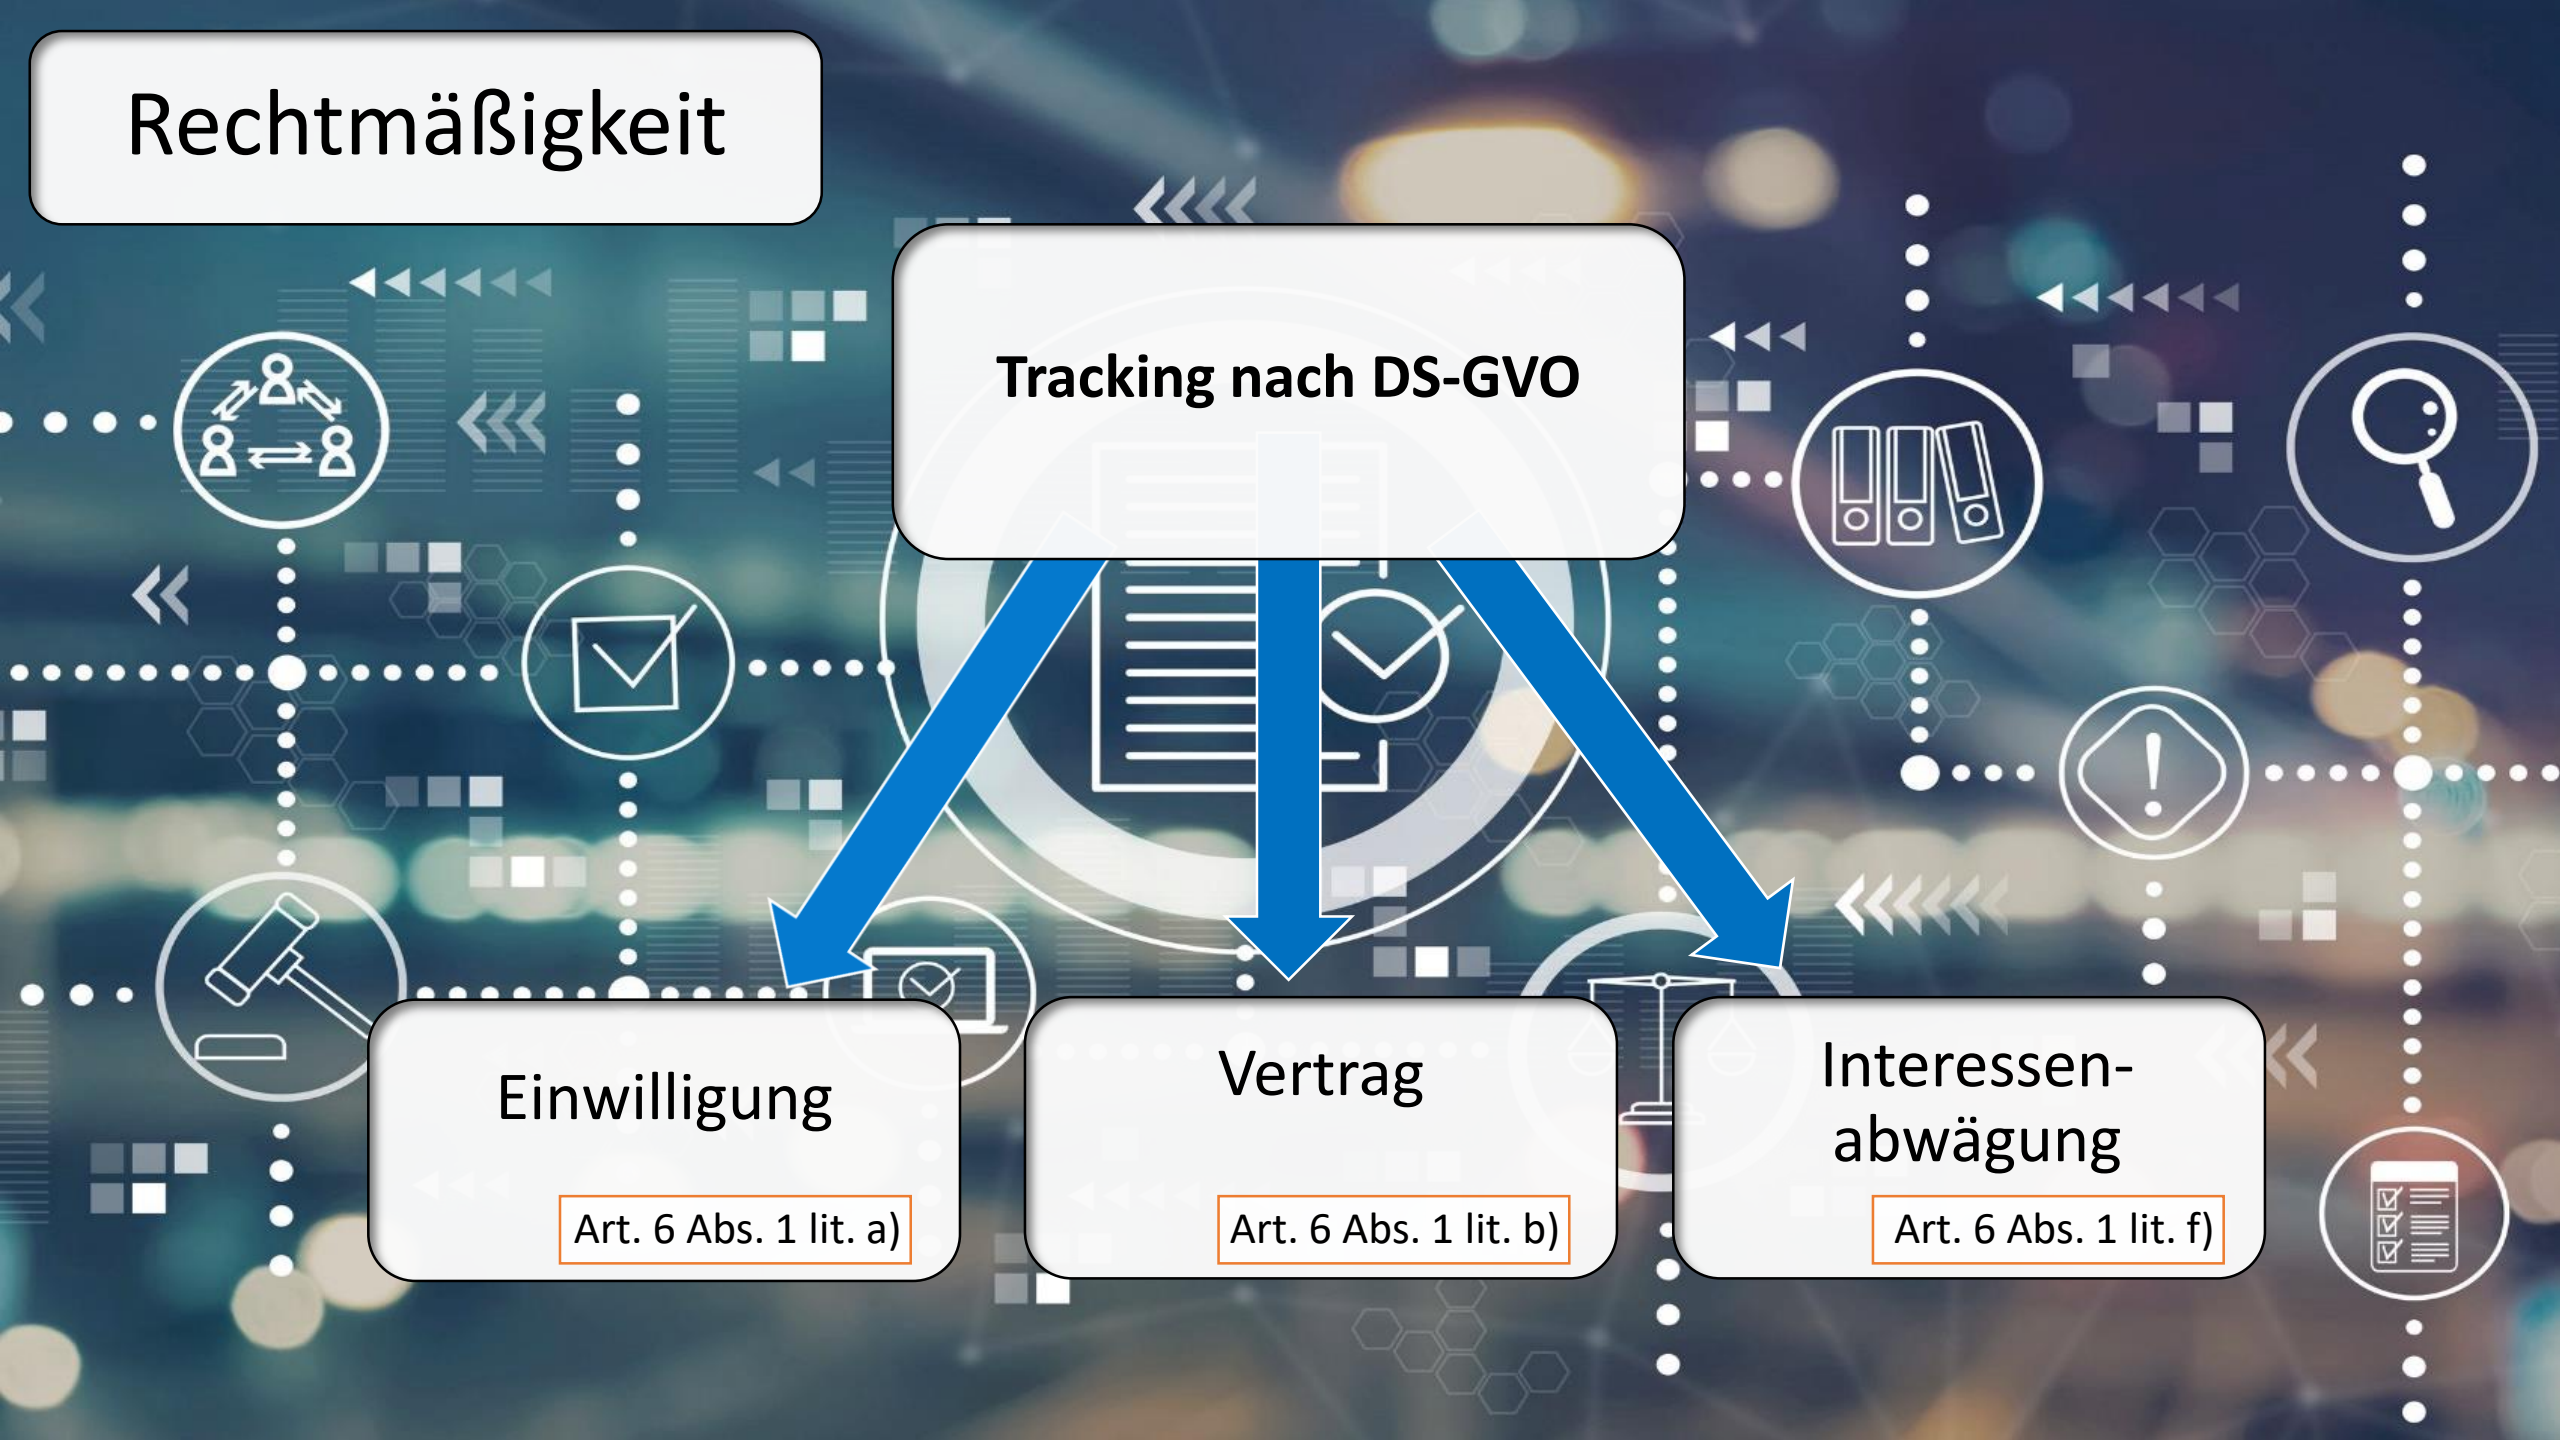 Rechtmäßigkeit
Tracking nach DS-GVO
Einwilligung
Art. 6 Abs. 1 lit. a)
Vertrag
Art. 6 Abs. 1 lit. b)
Interessen-
abwägung
Art. 6 Abs. 1 lit. f)